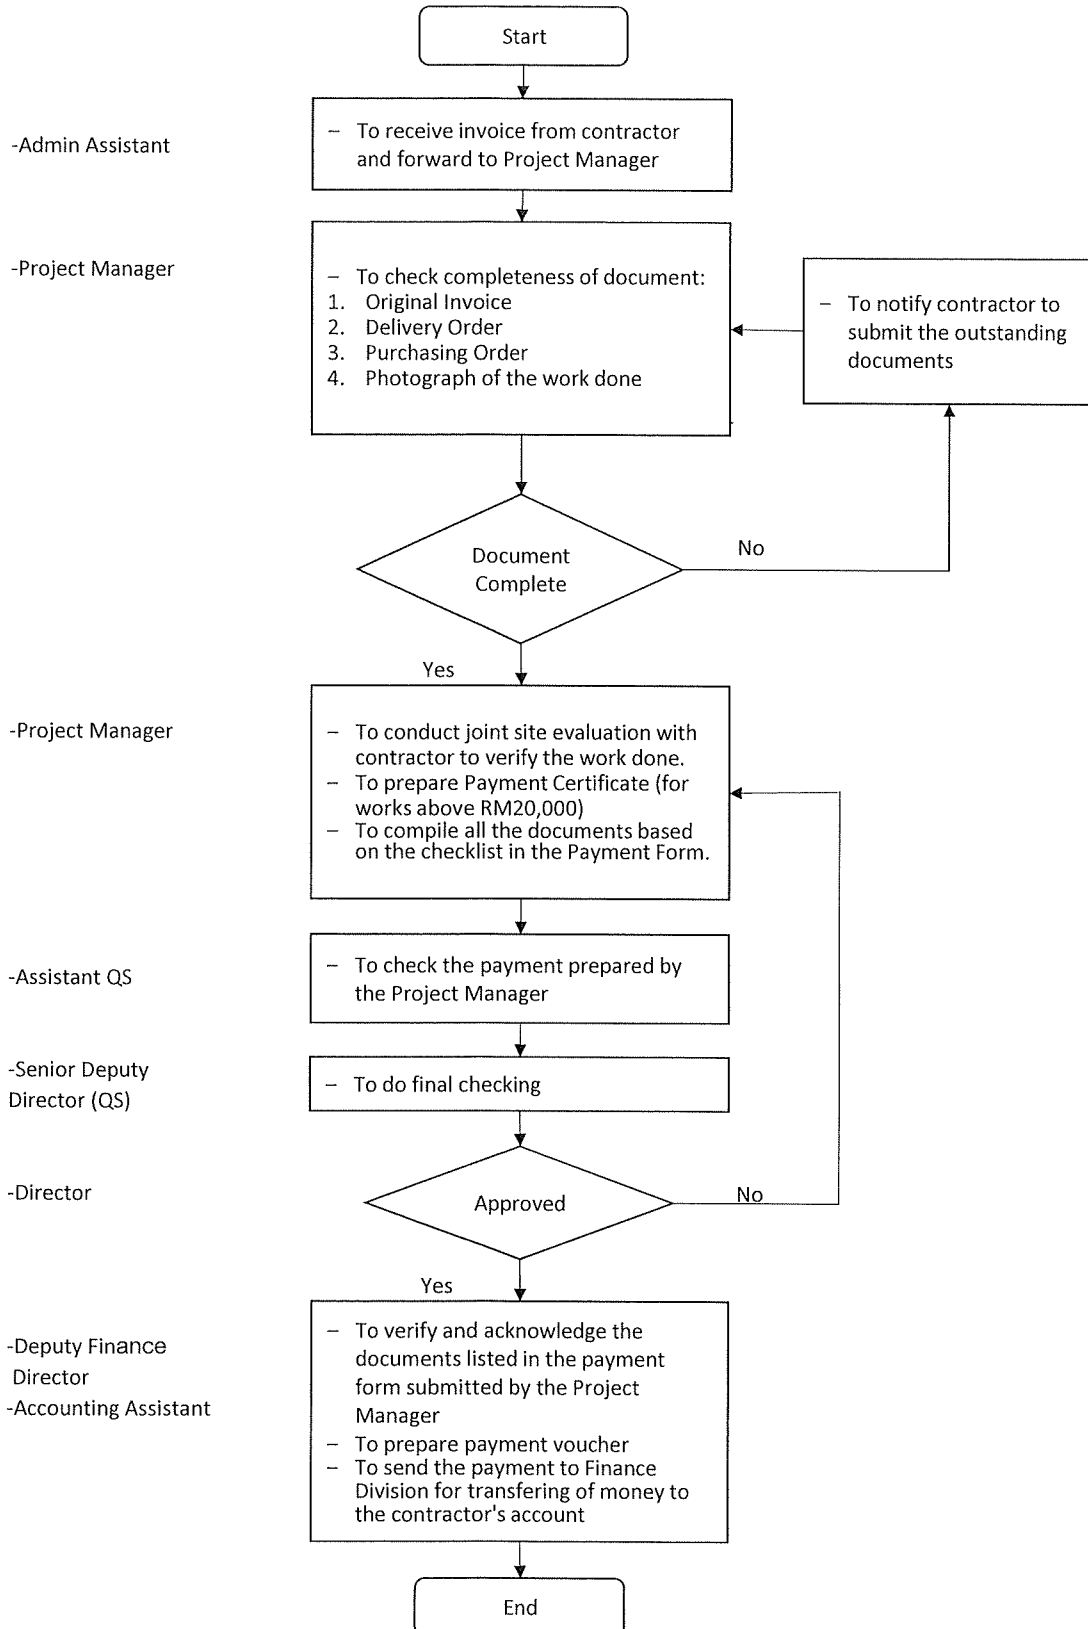 Start
-Admin Assistant
– To receive invoice from contractor
and forward to Project Manager
-Project Manager
– To check completeness of document:
1. Original Invoice
2. Delivery Order
3. Purchasing Order
4. Photograph of the work done
– To notify contractor to
submit the outstanding
documents
Document
Complete
No
Yes
-Project Manager
– To conduct joint site evaluation with
contractor to verify the work done.
– To prepare Payment Certificate (for
works above RM20,000)
– To compile all the documents based
on the checklist in the Payment Form.
-Assistant QS
– To check the payment prepared by
the Project Manager
-Senior Deputy
Director (QS)
– To do final checking
-Director
Approved
No
Yes
-Deputy Finance
Director
-Accounting Assistant
– To verify and acknowledge the
documents listed in the payment
form submitted by the Project
Manager
– To prepare payment voucher
– To send the payment to Finance
Division for transfering of money to
the contractor's account
End